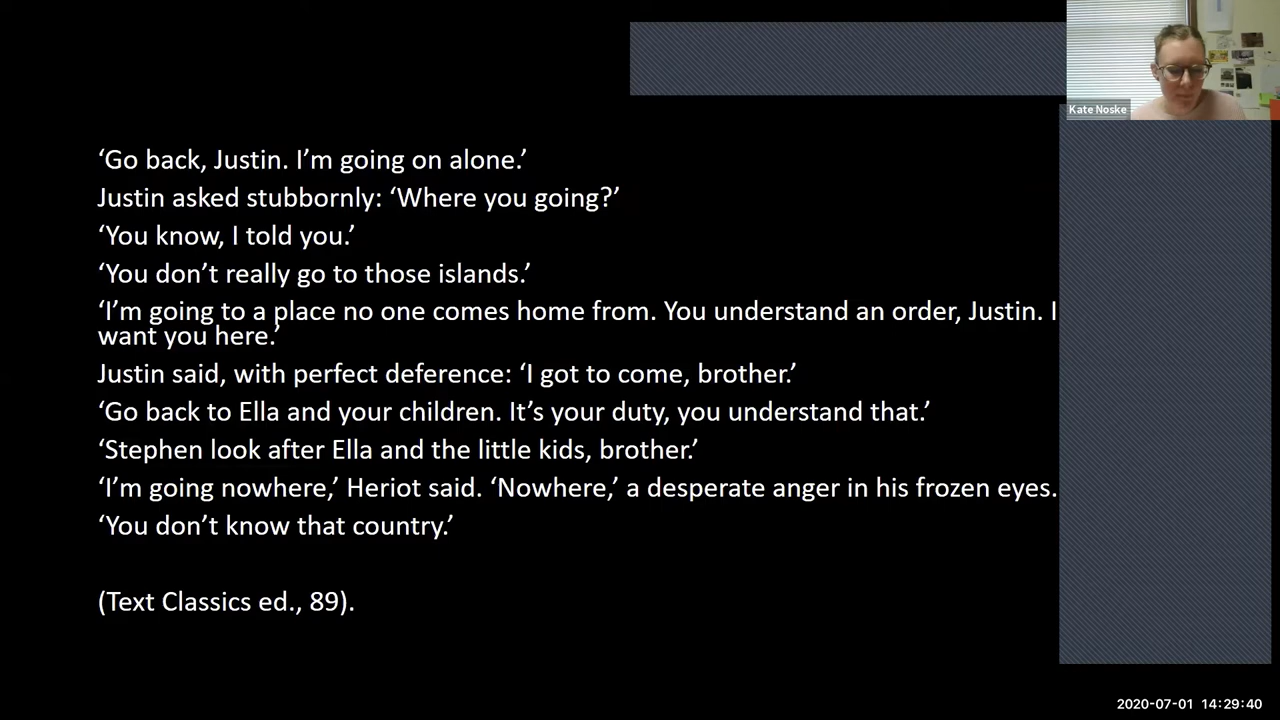 Kate Noske
‘Go back, Justin. I’m going on alone.’
Justin asked stubbornly: ‘Where you going?’
‘You know, I told you.’
‘You don’t really go to those islands.’
‘I’m going to a place no one comes home from. You understand an order, Justin. I
want you here.’
Justin said, with perfect deference: ‘I got to come, brother.’
‘Go back to Ella and your children. It’s your duty, you understand that.’
‘Stephen look after Ella and the little kids, brother.’
‘I’m going nowhere,’ Heriot said. ‘Nowhere,’ a desperate anger in his frozen eyes.
‘You don’t know that country.’
(Text Classics ed., 89).
2020-07-01 14:29:40